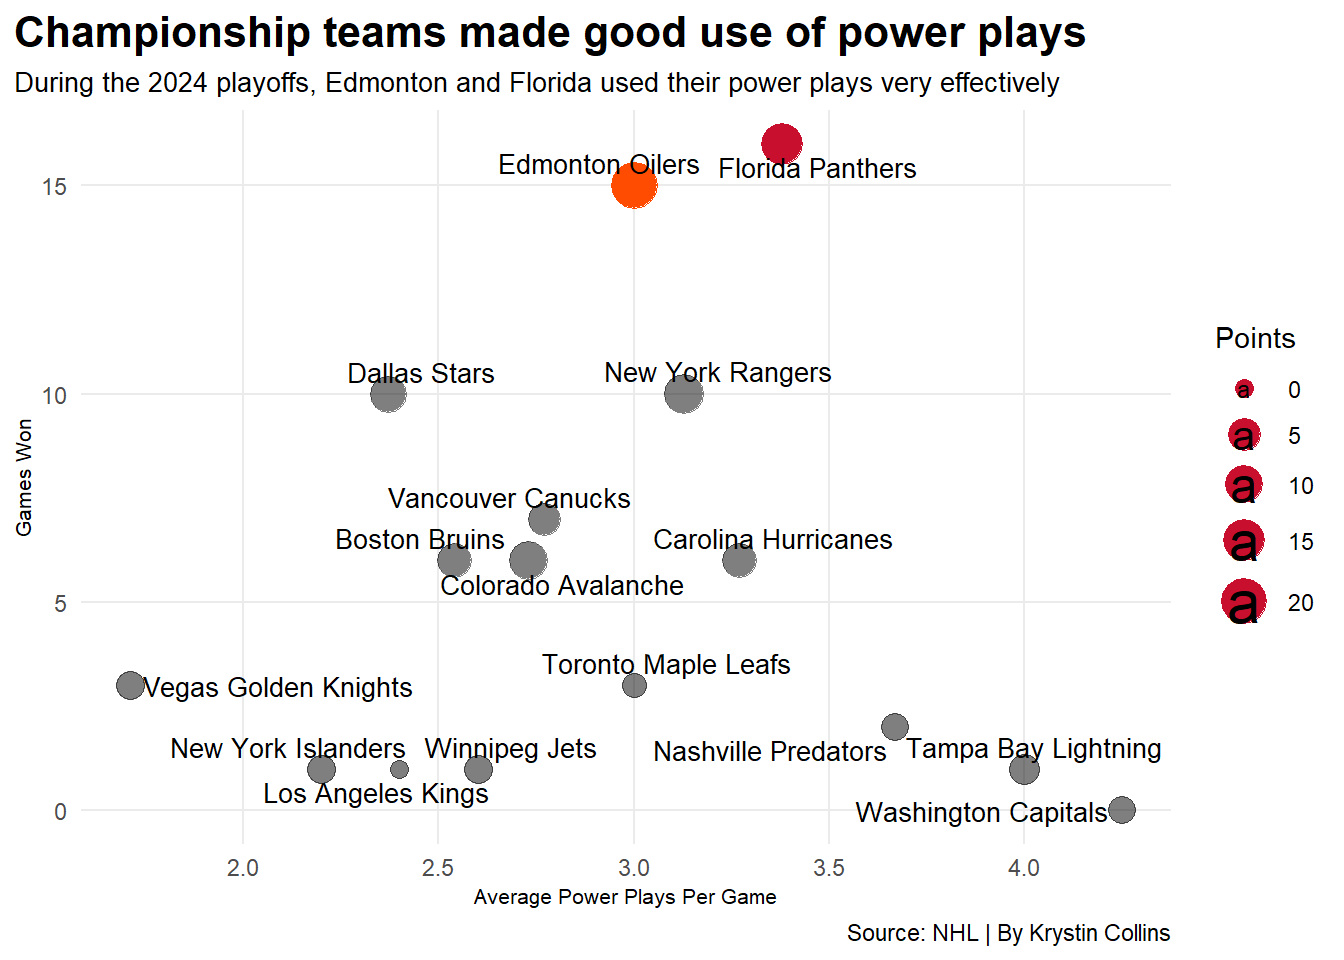 Championship teams made good use of power plays
During the 2024 playoffs, Edmonton and Florida used their power plays very effectively
Edmonton Oilers
Florida Panthers
15
Dallas Stars
New York Rangers
10
Vancouver Canucks
Boston Bruins
Carolina Hurricanes
Colorado Avalanche
5
Toronto Maple Leafs
Vegas Golden Knights
New York Islanders
Winnipeg Jets
Nashville Predators
Tampa Bay Lightning
Los Angeles Kings
Washington Capitals
0
Games Won
2.0 2.5 3.0 3.5 4.0
Average Power Plays Per Game
Points
a 0
a 5
a 10
a 15
a 20
Source: NHL | By Krystin Collins